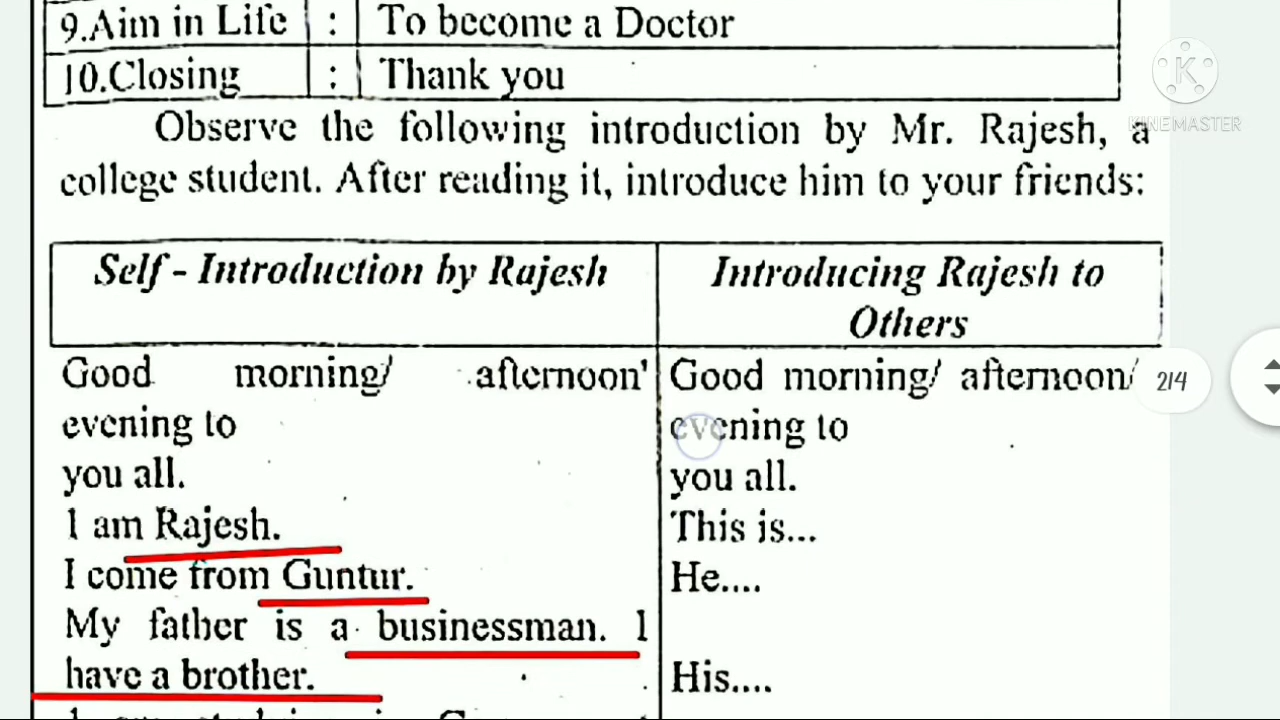 9.Aim in Life : To become a Doctor
10.Closing : Thank you
KINEMASTER
Observe the following introduction by Mr. Rajesh, a
college student. After reading it, introduce him to your friends:
Self - Introduction by Rajesh
Introducing Rajesh to
Others
Good morning/ afternoon'
evening to
you all.
I am Rajesh.
I come from Guntur.
My father is a businessman. I
have a brother.
Good morning/ afternoon/
evening to
you all.
This is...
He....
His....
2/4